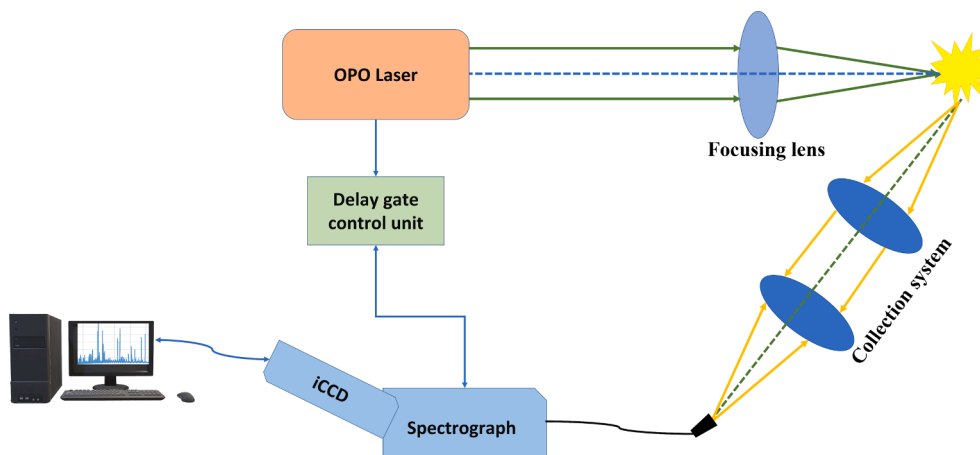 OPO Laser
Focusing lens
Delay gate
control unit
Collection system
iCCD
Spectrograph